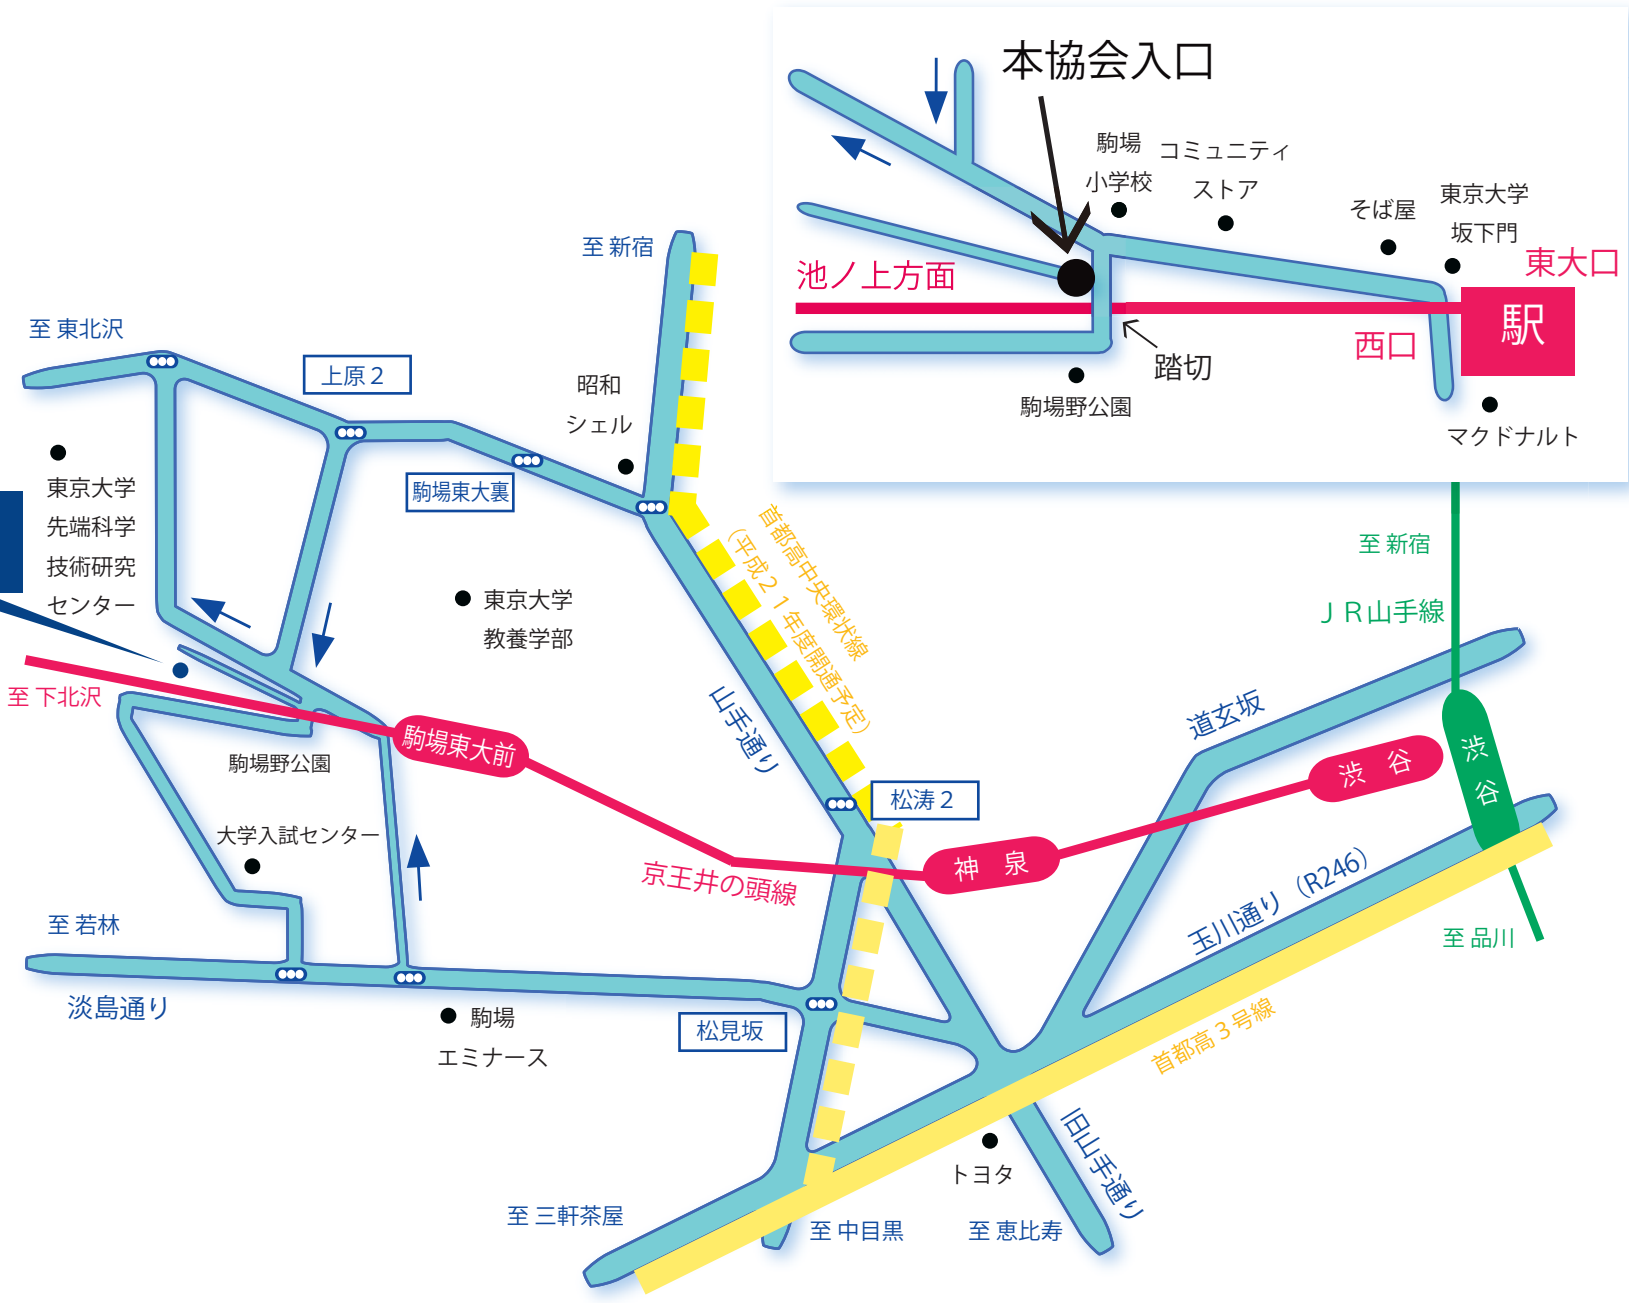 本協会入口
駒場
小学校
コミュニティ
ストア
そば屋
東京大学
坂下門
東大口
池ノ上方面
駅
西口
踏切
駒場野公園
マクドナルト
至 新宿
至 東北沢
上原２
昭和
シェル
駒場東大裏
東京大学
先端科学
技術研究
センター
東京大学
教養学部
首都高中央環状線
（平成２１年度開通予定）
至 新宿
ＪＲ山手線
至 下北沢
駒場東大前
山手通り
道玄坂
渋谷
渋　谷
駒場野公園
松涛２
大学入試センター
京王井の頭線
神　泉
玉川通り（R246）
至 若林
至 品川
淡島通り
駒場
エミナース
松見坂
首都高３号線
旧山手通り
トヨタ
至 三軒茶屋
至 中目黒
至 恵比寿